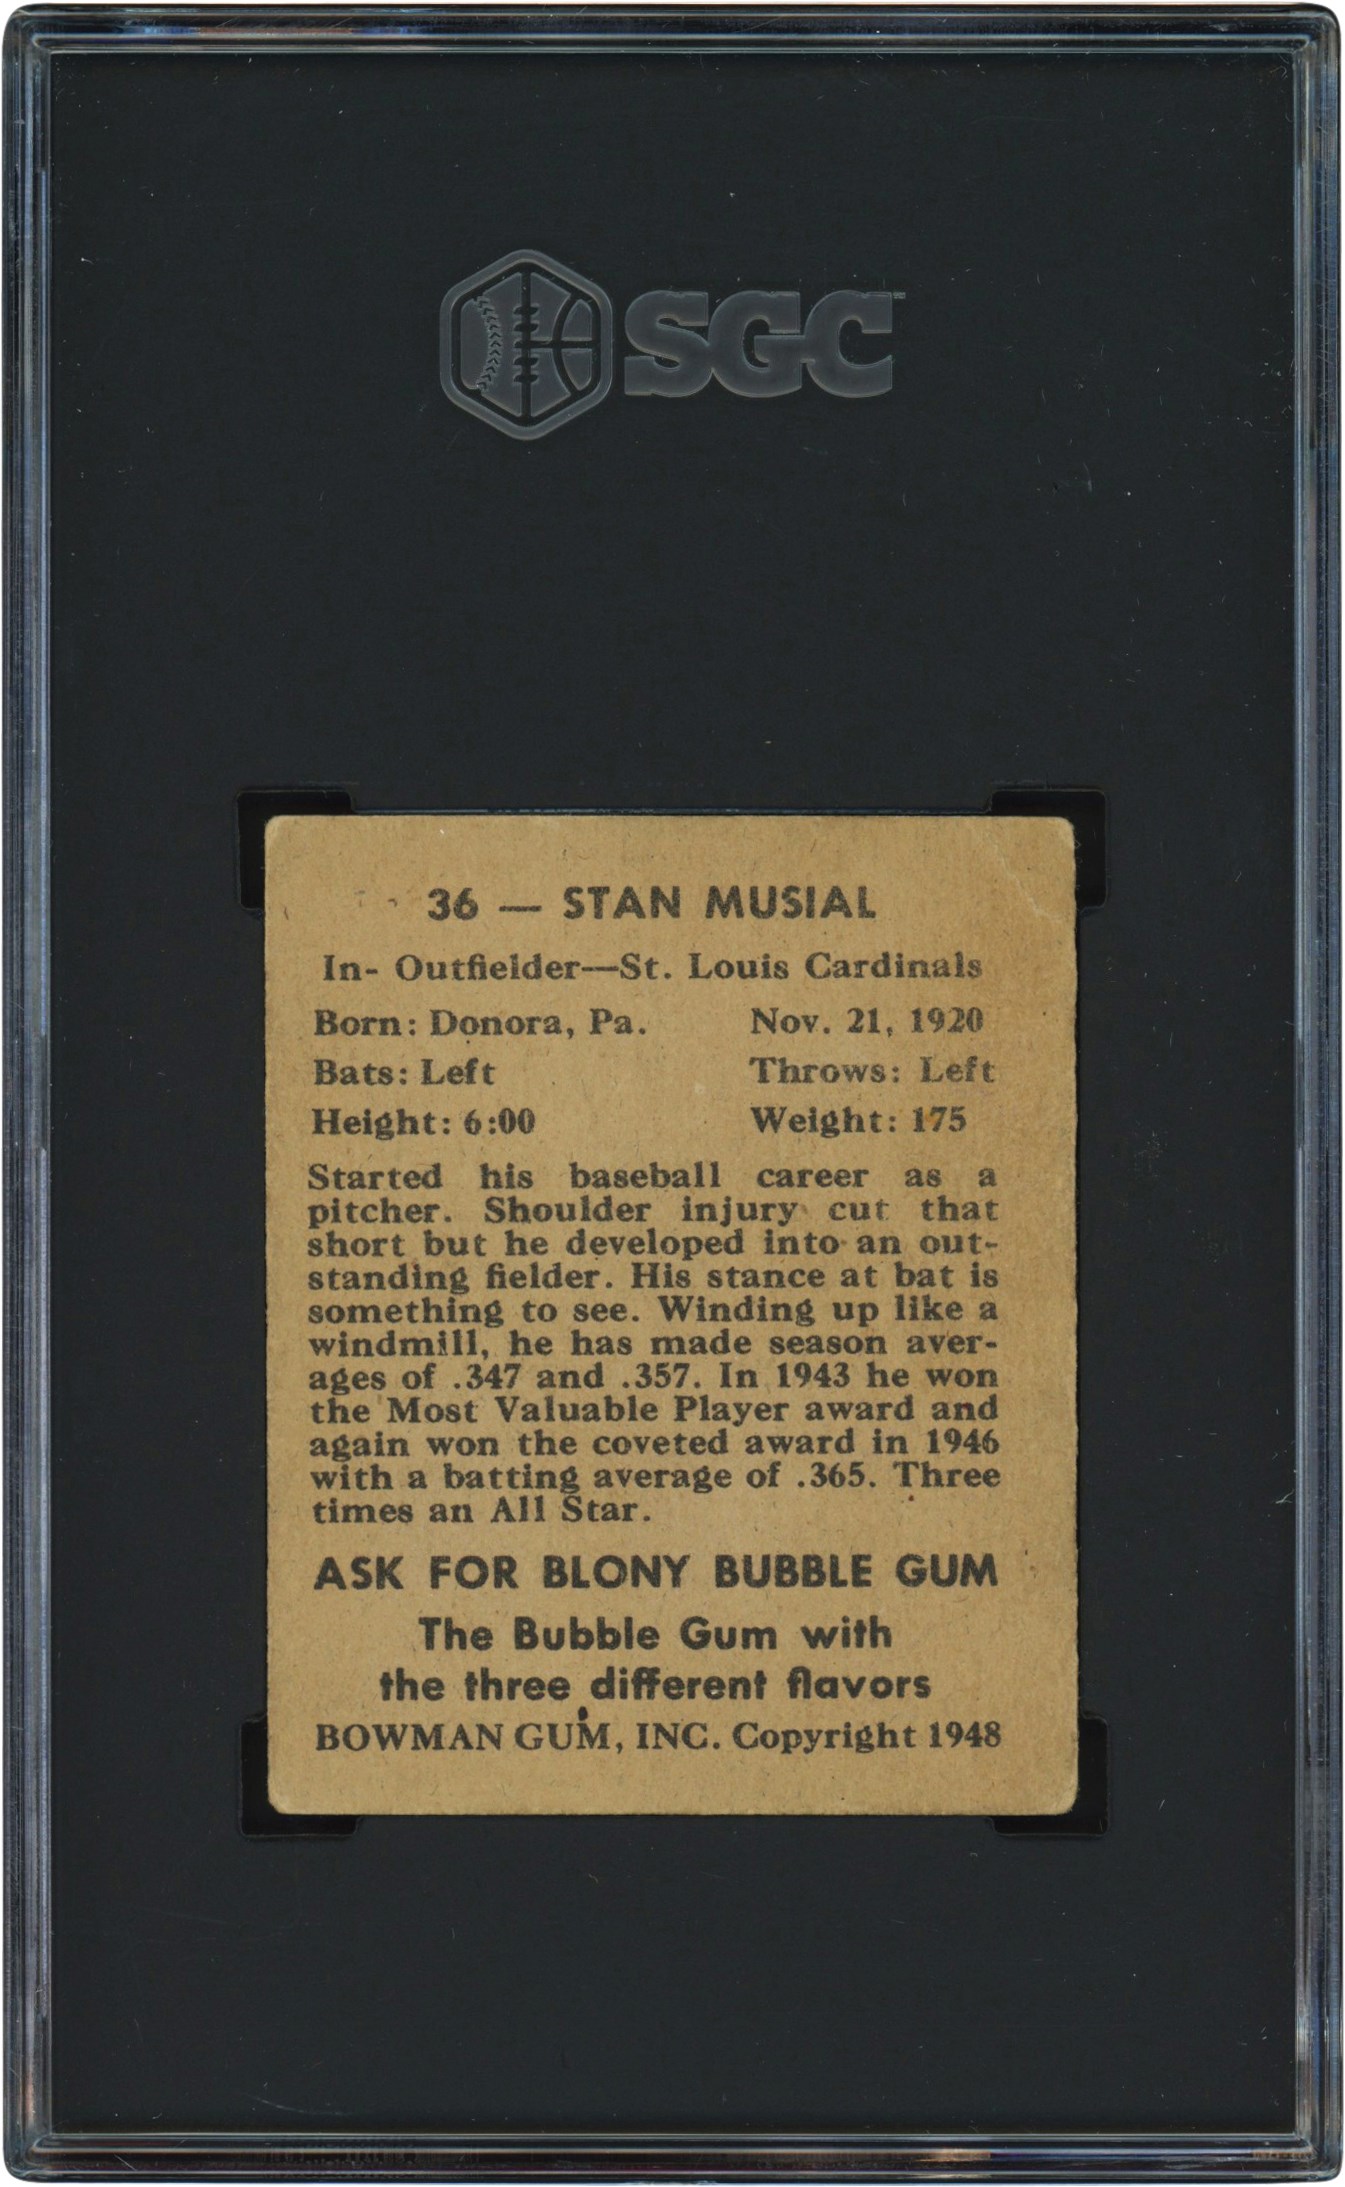 SGC
36 — STAN MUSIAL
In- Outfielder—St. Louis Cardinals
Born: Donora, Pa. Nov. 21, 1920
Bats: Left Throws: Left
Height: 6:00 Weight: 175
Started his baseball career as a
pitcher. Shoulder injury cut that
short but he developed into an out-
standing fielder. His stance at bat is
something to see. Winding up like a
windmill, he has made season aver-
ages of .347 and .357. In 1943 he won
the Most Valuable Player award and
again won the coveted award in 1946
with a batting average of .365. Three
times an All Star.
ASK FOR BLONY BUBBLE GUM
The Bubble Gum with
the three different flavors
BOWMAN GUM, INC. Copyright 1948